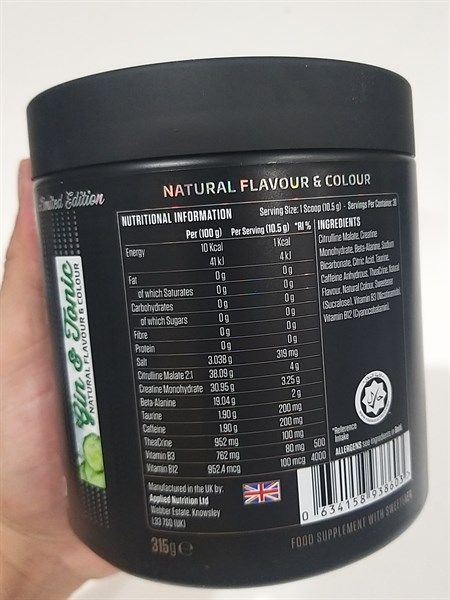 Limited Edition
Gin & Tonic
NATURAL FLAVOUR & COLOUR
NATURAL FLAVOUR & COLOUR
NUTRITIONAL INFORMATION Serving Size: 1 Scoop (10.5 g) - Servings Per Container: 30
Per (100 g) Per Serving (10.5 g) *RI %
Energy 10 Kcal 1 Kcal
41 kJ 4 kJ
Fat 0 g 0 g
of which Saturates 0 g 0 g
Carbohydrates 0 g 0 g
of which Sugars 0 g 0 g
Fibre 0 g 0 g
Protein 0 g 0 g
Salt 3.038 g 319 mg
Citrulline Malate 2:1 38.09 g 4 g
Creatine Monohydrate 30.95 g 3.25 g
Beta-Alanine 19.04 g 2 g
Taurine 1.90 g 200 mg
Caffeine 1.90 g 200 mg
TheaCrine 952 mg 100 mg
Vitamin B3 762 mg 80 mg 500
Vitamin B12 952.4 mcg 100 mcg 4000
INGREDIENTS
Citrulline Malate, Creatine
Monohydrate, Beta-Alanine, Sodium
Bicarbonate, Citric Acid, Taurine,
Caffeine Anhydrous, TheaCrine, Natural
Flavour, Natural Colour, Sweetener
(Sucralose), Vitamin B3 (Nicotinamide),
Vitamin B12 (Cyanocobalamin).
*Reference
Intake
ALLERGENS see ingredients in Bold.
Manufactured in the UK by:
Applied Nutrition Ltd
Webber Estate, Knowsley
L33 7UQ (UK)
0 634158 938603
315g e
FOOD SUPPLEMENT WITH SWEETENER